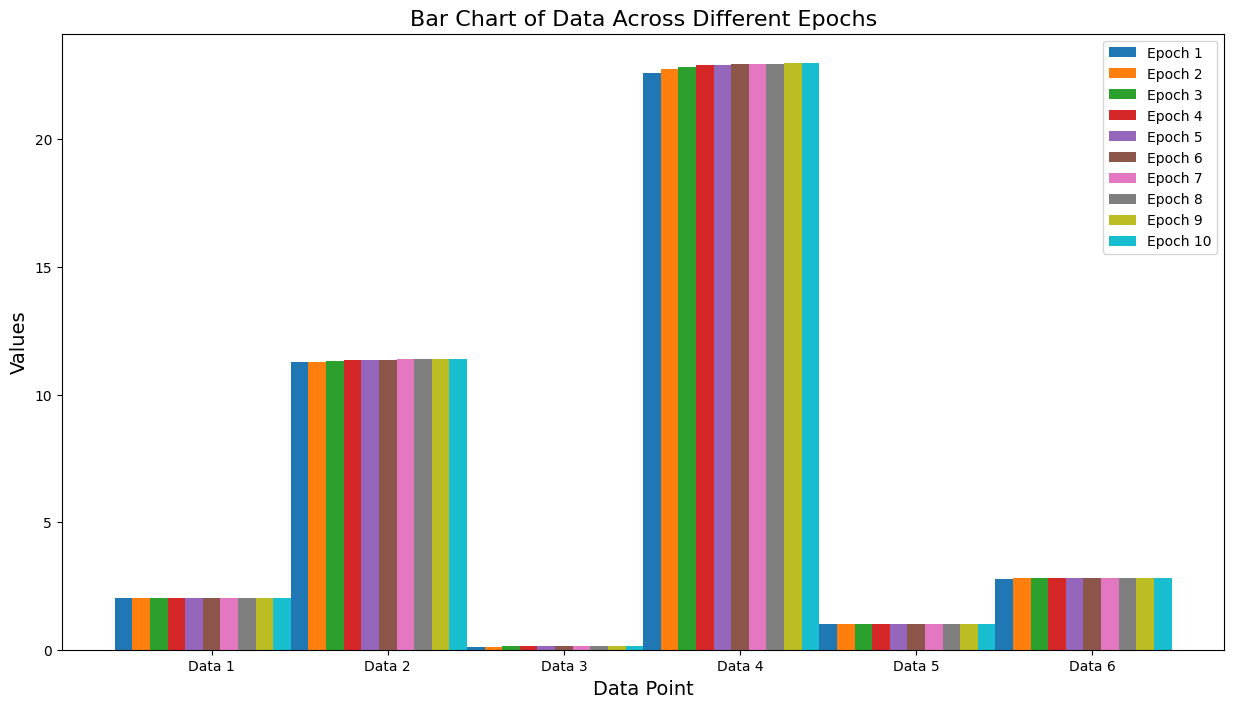 Bar Chart of Data Across Different Epochs
Epoch 1
Epoch 2
Epoch 3
Epoch 4
Epoch 5
Epoch 6
Epoch 7
Epoch 8
Epoch 9
Epoch 10
Values
20
15
10
5
0
Data 1 Data 2 Data 3 Data 4 Data 5 Data 6
Data Point